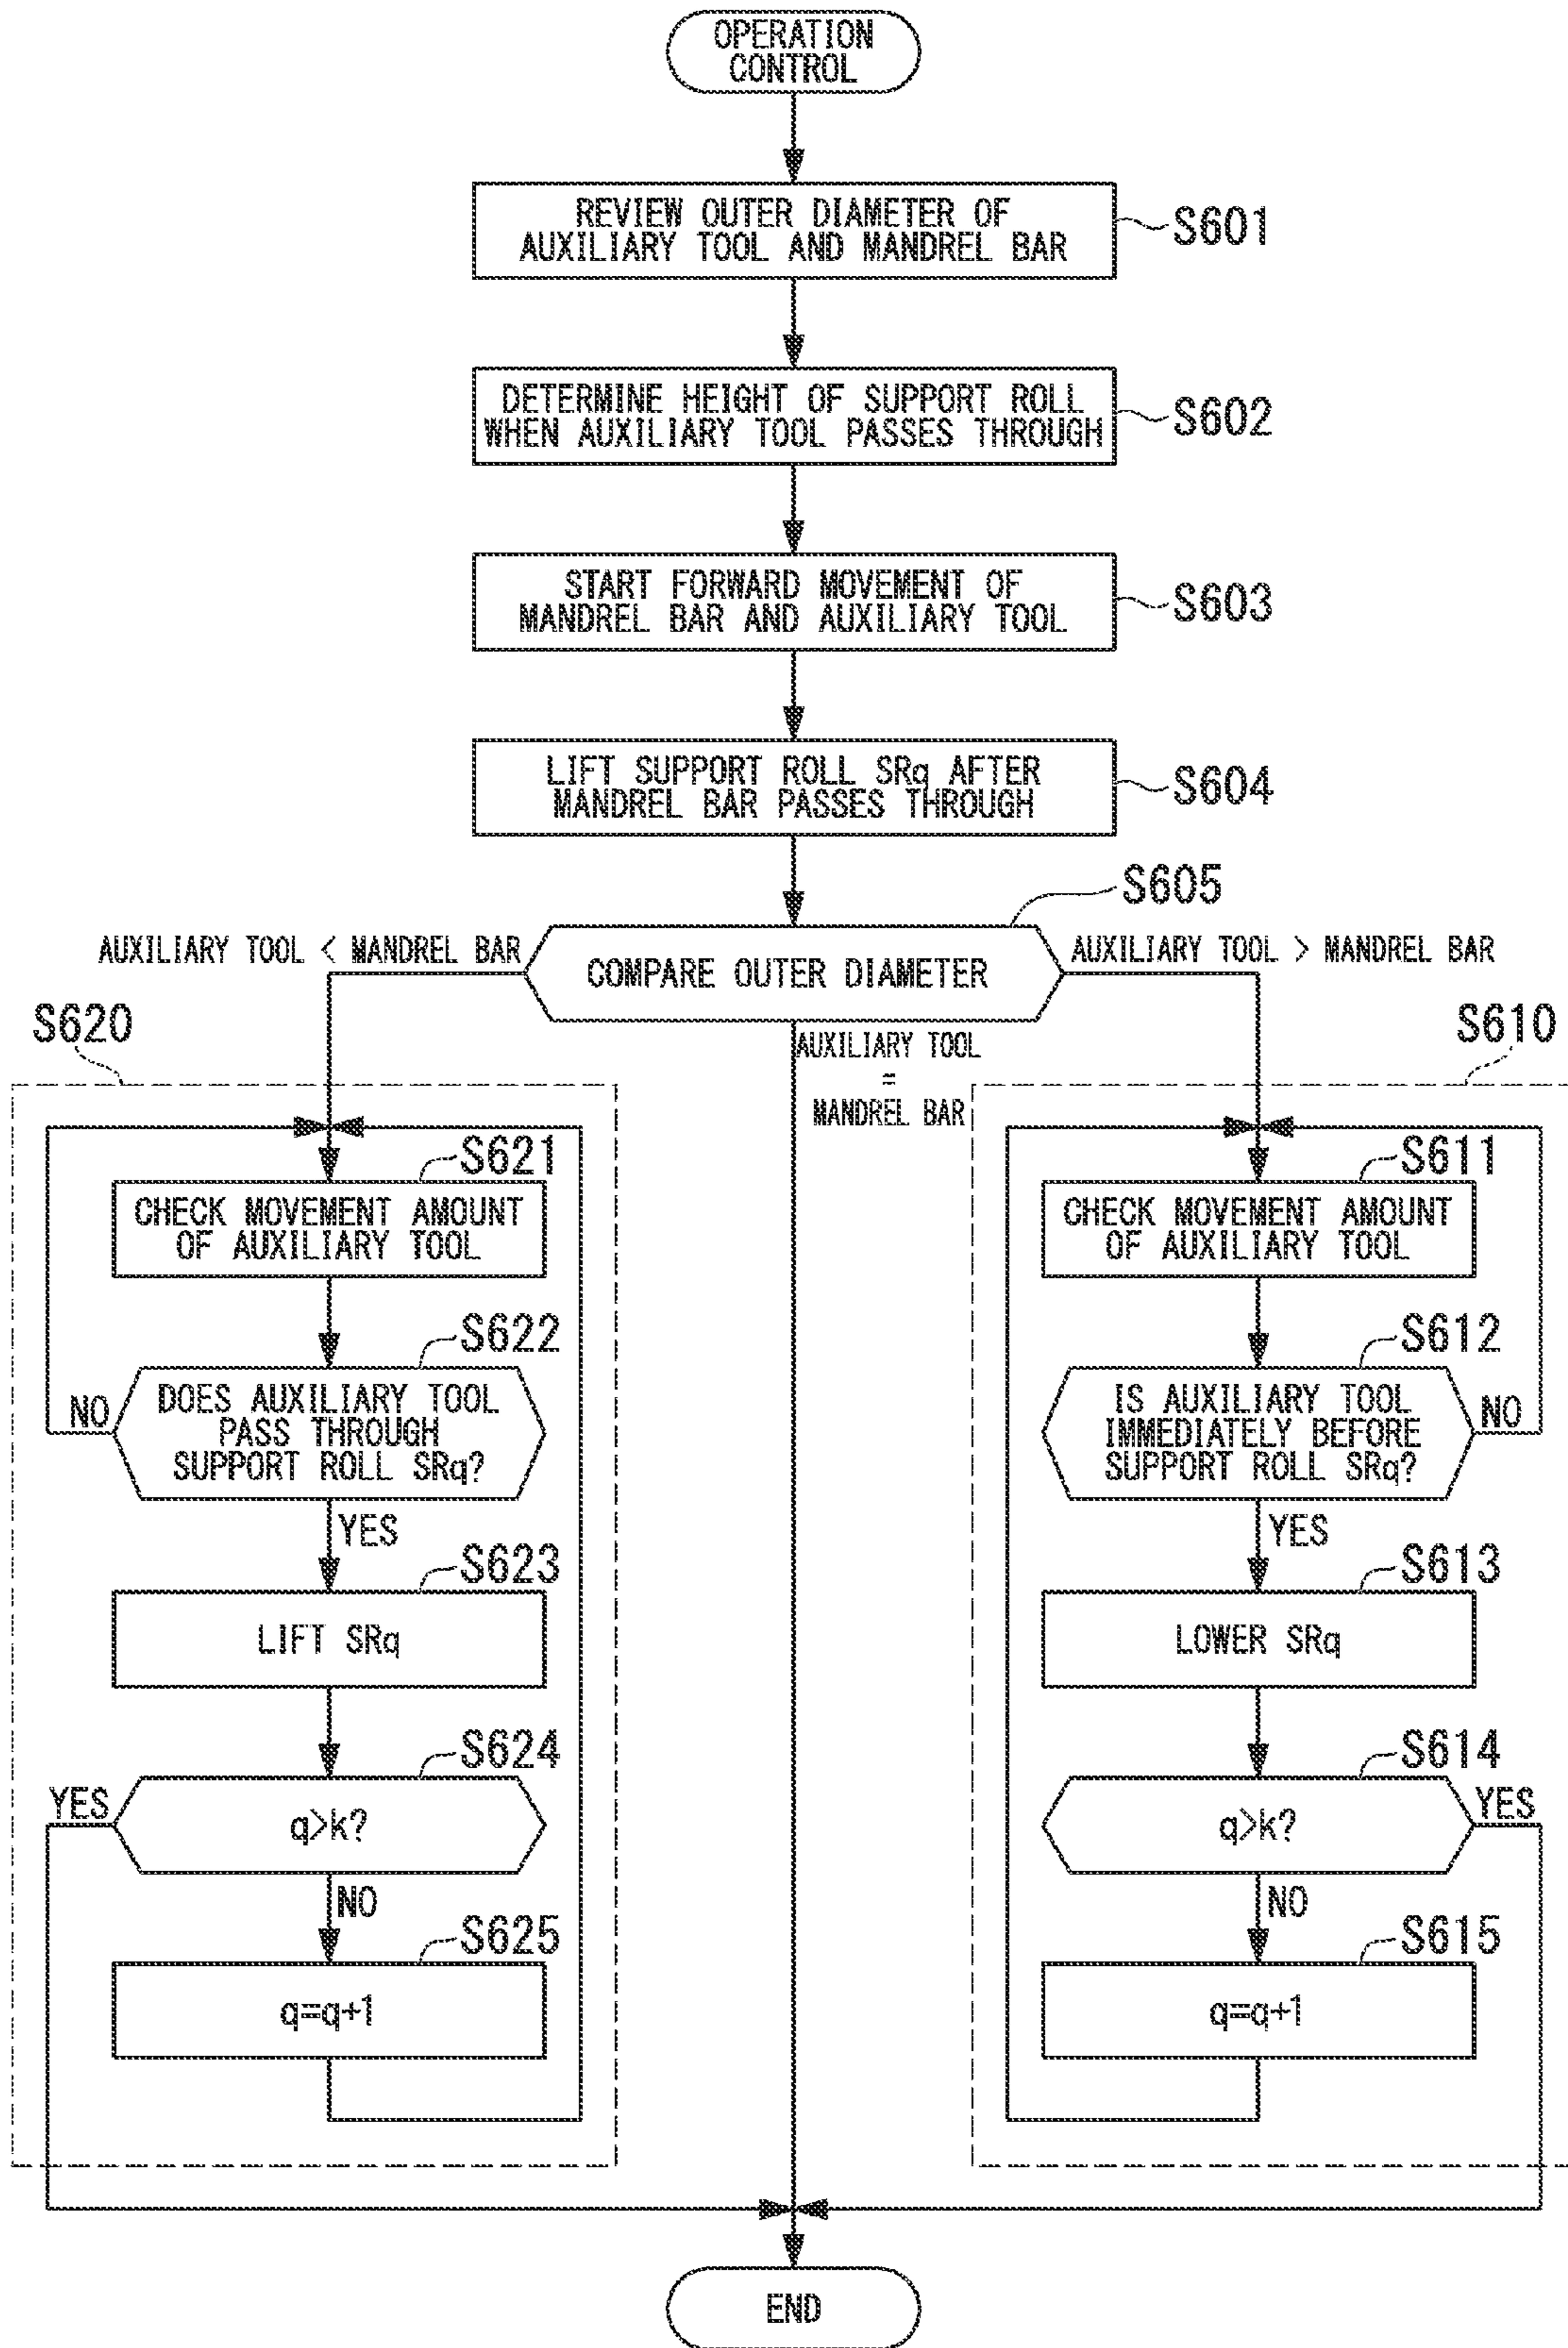 OPERATION
CONTROL
REVIEW OUTER DIAMETER OF
AUXILIARY TOOL AND MANDREL BAR
S601
DETERMINE HEIGHT OF SUPPORT ROLL
WHEN AUXILIARY TOOL PASSES THROUGH
S602
START FORWARD MOVEMENT OF
MANDREL BAR AND AUXILIARY TOOL
S603
LIFT SUPPORT ROLL SRq AFTER
MANDREL BAR PASSES THROUGH
S604
S605
COMPARE OUTER DIAMETER
AUXILIARY TOOL < MANDREL BAR
AUXILIARY TOOL > MANDREL BAR
AUXILIARY TOOL
=
MANDREL BAR
S620
S621
CHECK MOVEMENT AMOUNT
OF AUXILIARY TOOL
S622
DOES AUXILIARY TOOL
PASS THROUGH
SUPPORT ROLL SRq?
NO
YES
S623
LIFT SRq
S624
q>k?
YES
NO
S625
q=q+1
S610
S611
CHECK MOVEMENT AMOUNT
OF AUXILIARY TOOL
S612
IS AUXILIARY TOOL
IMMEDIATELY BEFORE
SUPPORT ROLL SRq?
NO
YES
S613
LOWER SRq
S614
q>k?
YES
NO
S615
q=q+1
END